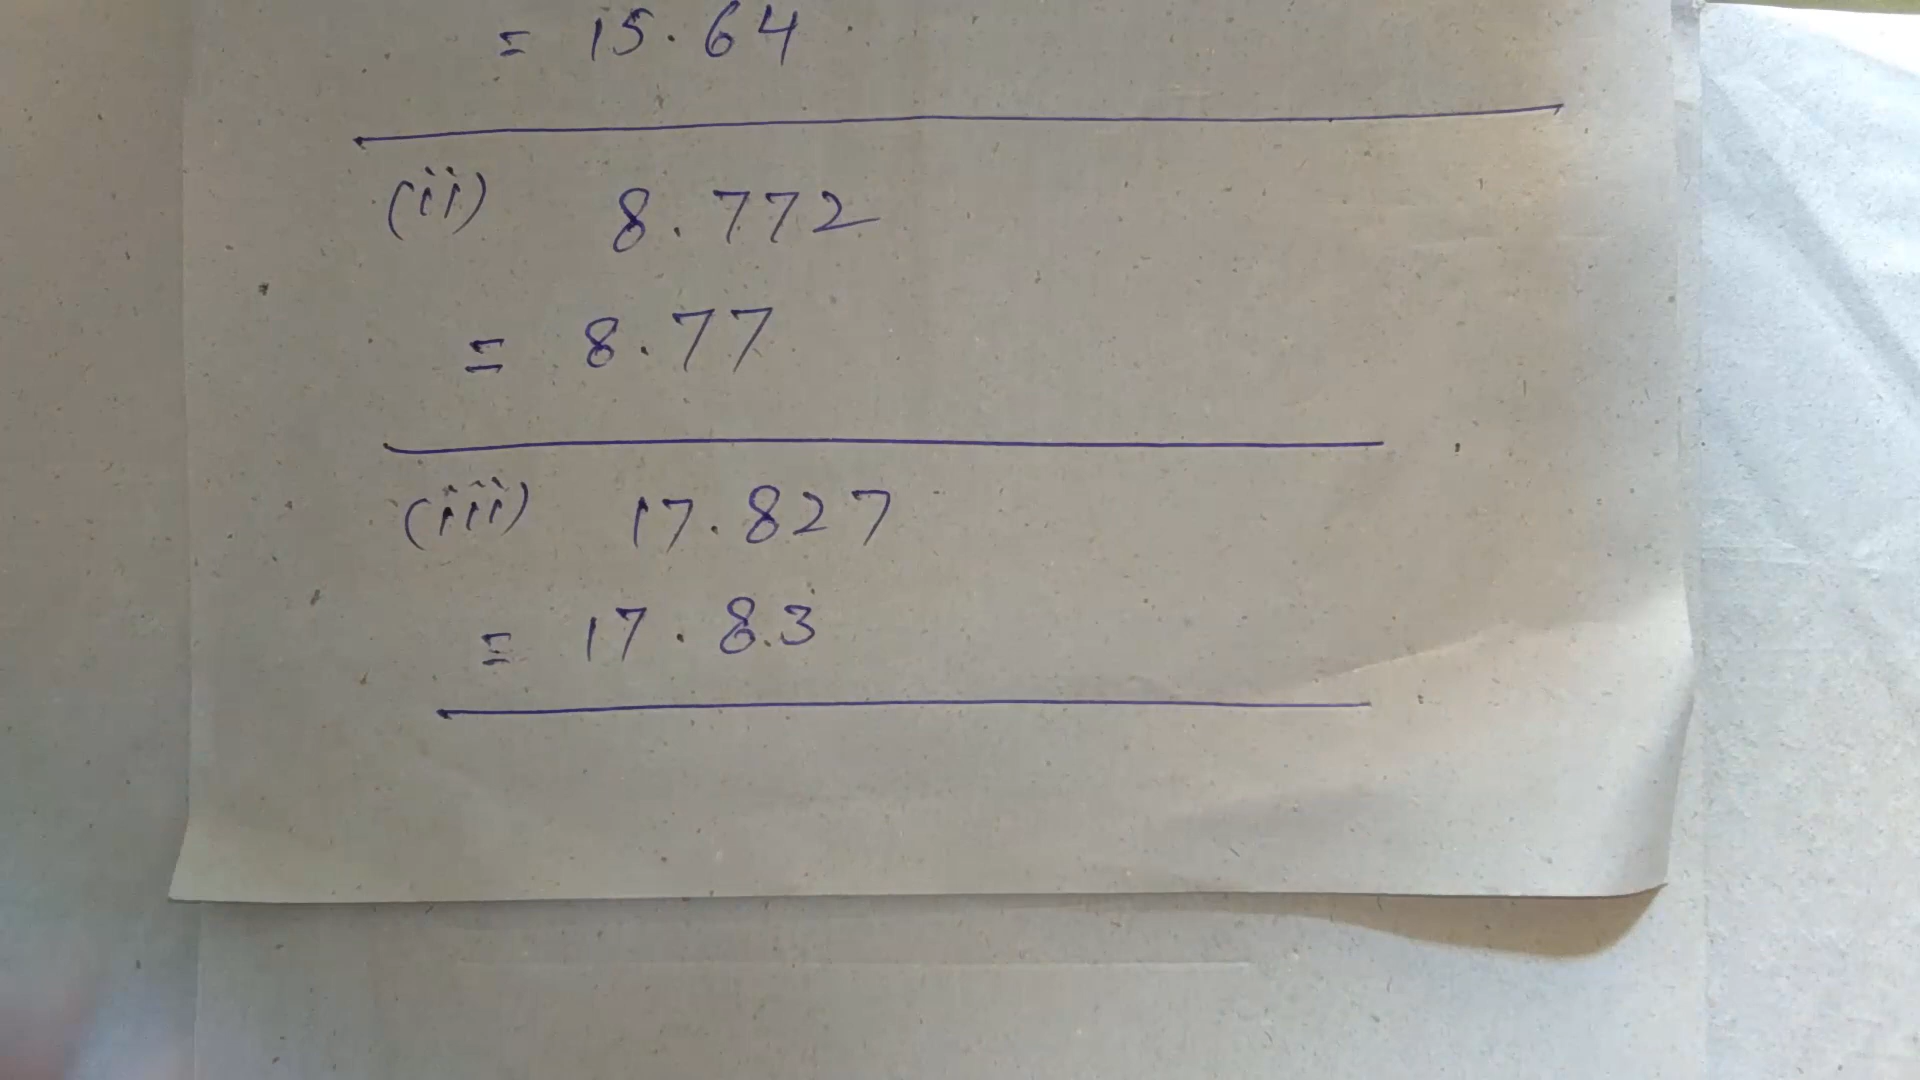 = 15.64
(ii) 8.772
= 8.77
(iii) 17.827
= 17.83